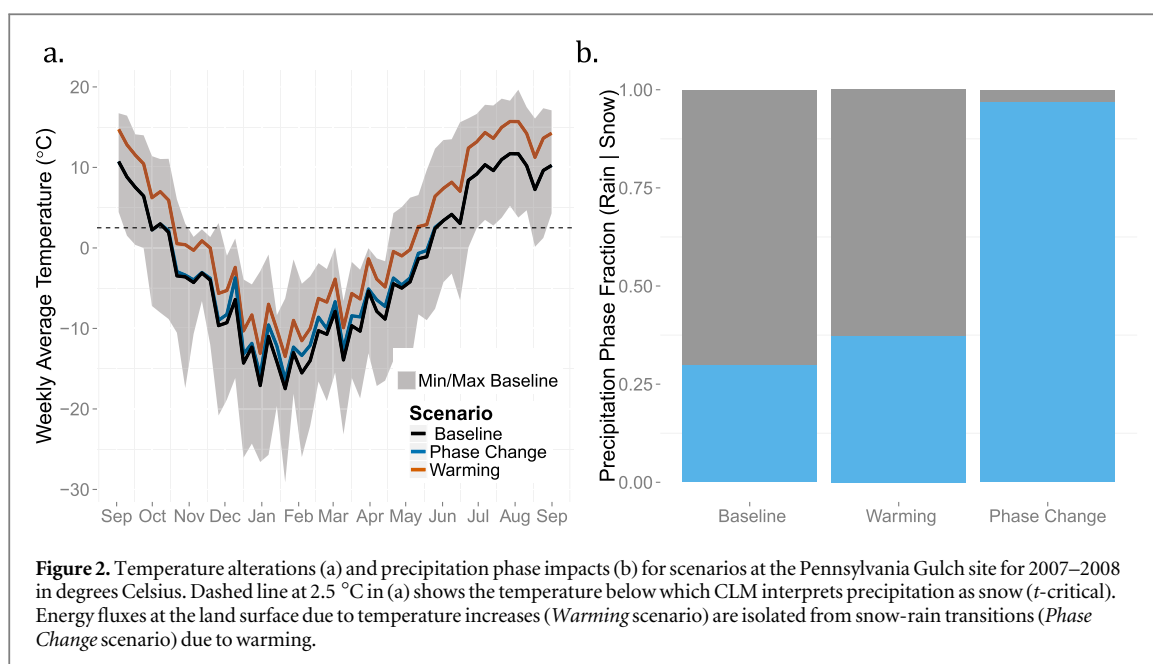 a.
b.
Weekly Average Temperature (°C)
20
10
0
−10
−20
−30
Sep Oct Nov Dec Jan Feb Mar Apr May Jun Jul Aug Sep
Min/Max Baseline
Scenario
Baseline
Phase Change
Warming
Precipitation Phase Fraction (Rain | Snow)
1.00
0.75
0.50
0.25
0.00
Baseline Warming Phase Change
Figure 2. Temperature alterations (a) and precipitation phase impacts (b) for scenarios at the Pennsylvania Gulch site for 2007–2008
in degrees Celsius. Dashed line at 2.5 °C in (a) shows the temperature below which CLM interprets precipitation as snow (t-critical).
Energy fluxes at the land surface due to temperature increases (Warming scenario) are isolated from snow-rain transitions (Phase
Change scenario) due to warming.